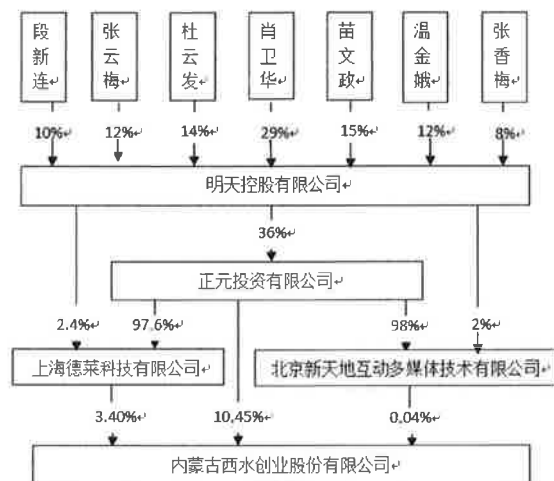 段新连
张云梅
杜云发
肖卫华
苗文政
温金娥
张香梅
10%
12%
14%
29%
15%
12%
8%
明天控股有限公司
36%
正元投资有限公司
2.4%
97.6%
98%
2%
上海德莱科技有限公司
北京新天地互动多媒体技术有限公司
3.40%
10.45%
0.04%
内蒙古西水创业股份有限公司